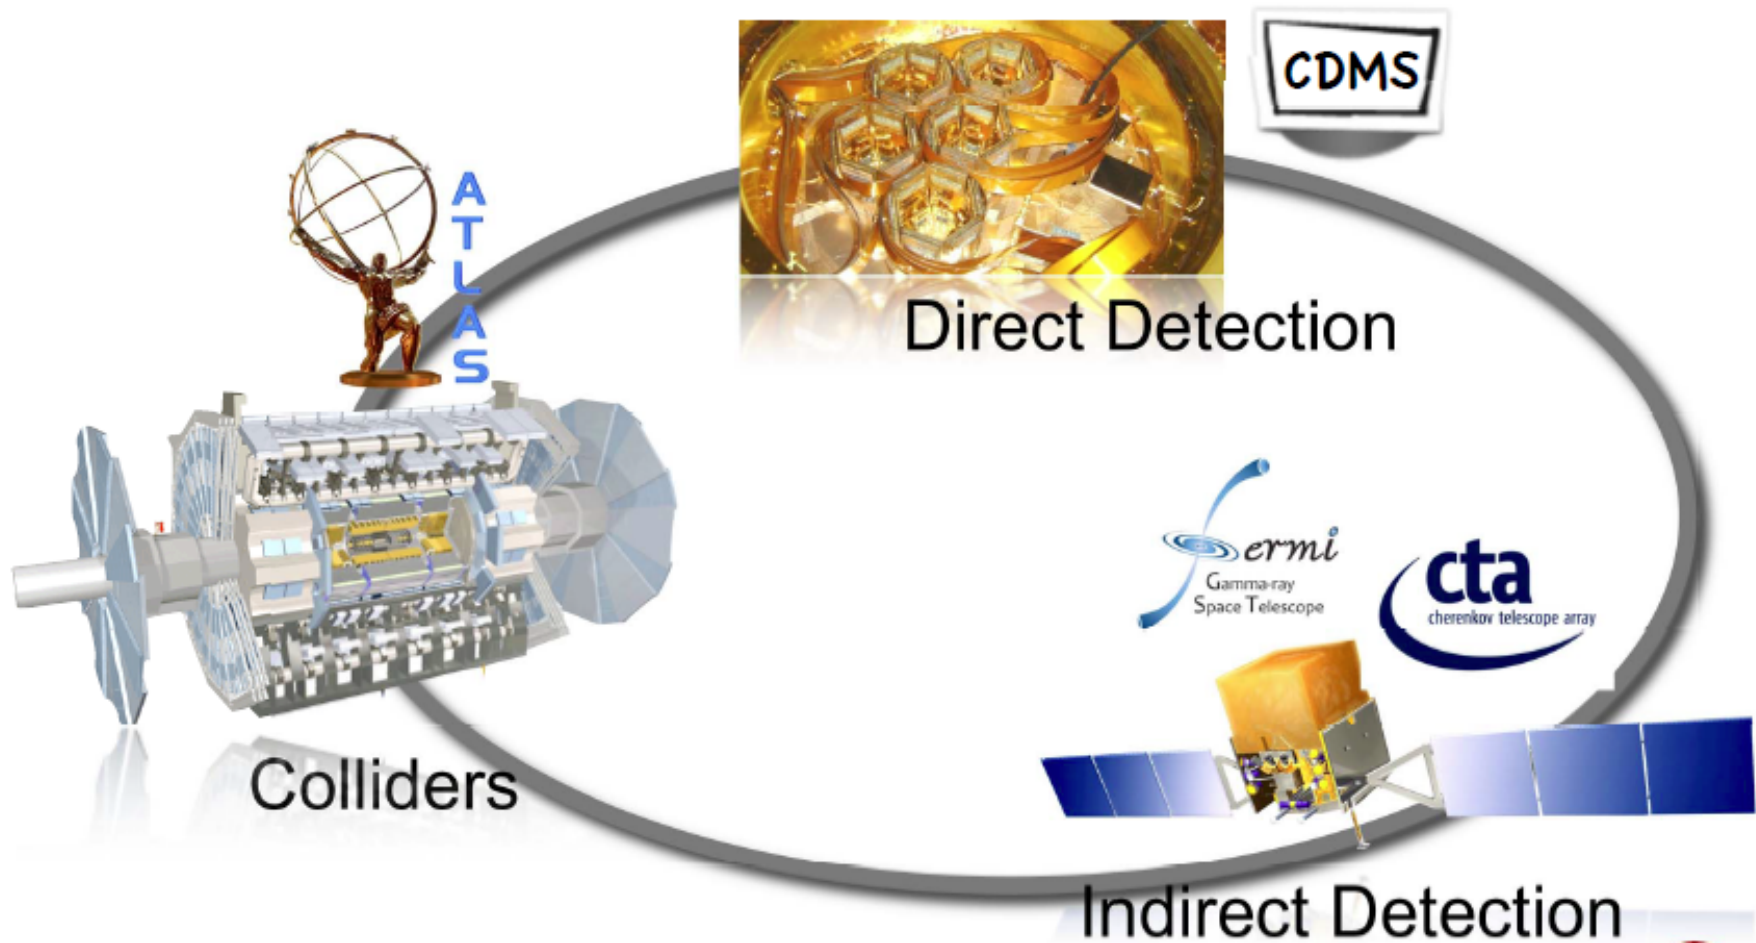 CDMS
ATLAS
Direct Detection
Fermi
Gamma-ray
Space Telescope
cta
cherenkov telescope array
Colliders
Indirect Detection